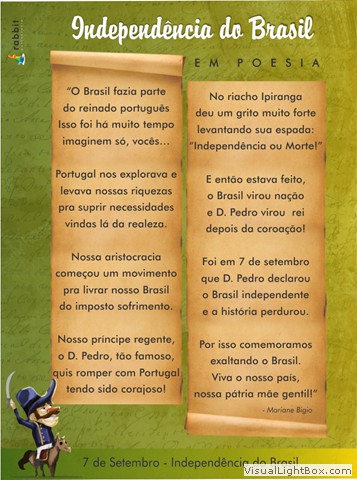 rabbit
Independência do Brasil
EM POESIA
"O Brasil fazia parte
do reinado português
Isso foi há muito tempo
imaginem só, vocês...
Portugal nos explorava e
levava nossas riquezas
pra suprir necessidades
vindas lá da realeza.
Nossa aristocracia
começou um movimento
pra livrar nosso Brasil
do imposto sofrimento.
Nosso príncipe regente,
o D. Pedro, tão famoso,
quis romper com Portugal
tendo sido corajoso!
No riacho Ipiranga
deu um grito muito forte
levantando sua espada:
"Independência ou Morte!"
E então estava feito,
o Brasil virou nação
e D. Pedro virou rei
depois da coroação!
Foi em 7 de setembro
que D. Pedro declarou
o Brasil independente
e a história perdurou.
Por isso comemoramos
exaltando o Brasil.
Viva o nosso país,
nossa pátria mãe gentil!"
- Mariane Bigio
7 de Setembro - Independência do Brasil
VisualLightBox.com